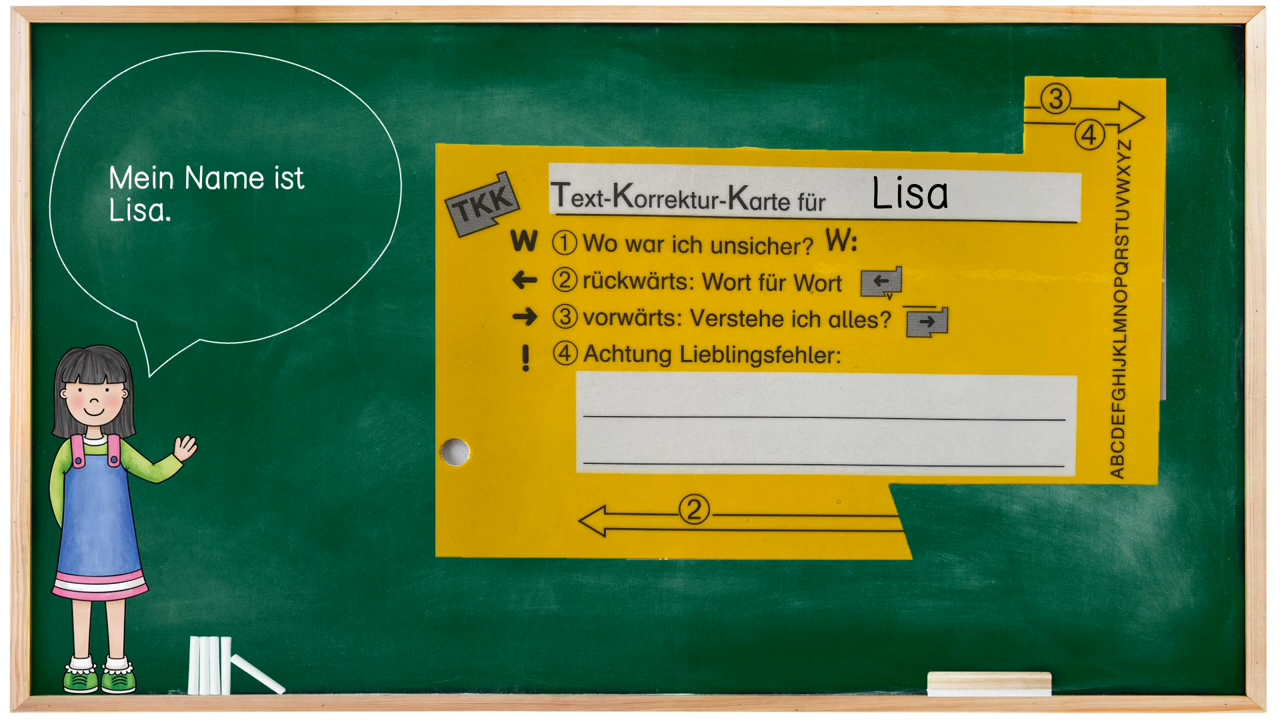 Mein Name ist
Lisa.
③
④
TKK
Text-Korrektur-Karte für Lisa
W ① Wo war ich unsicher? W:
← ② rückwärts: Wort für Wort ←
v
→ ③ vorwärts: Verstehe ich alles? →
! ④ Achtung Lieblingsfehler:
②
ABCDEFGHIJKLMNOPQRSTUVWXYZ